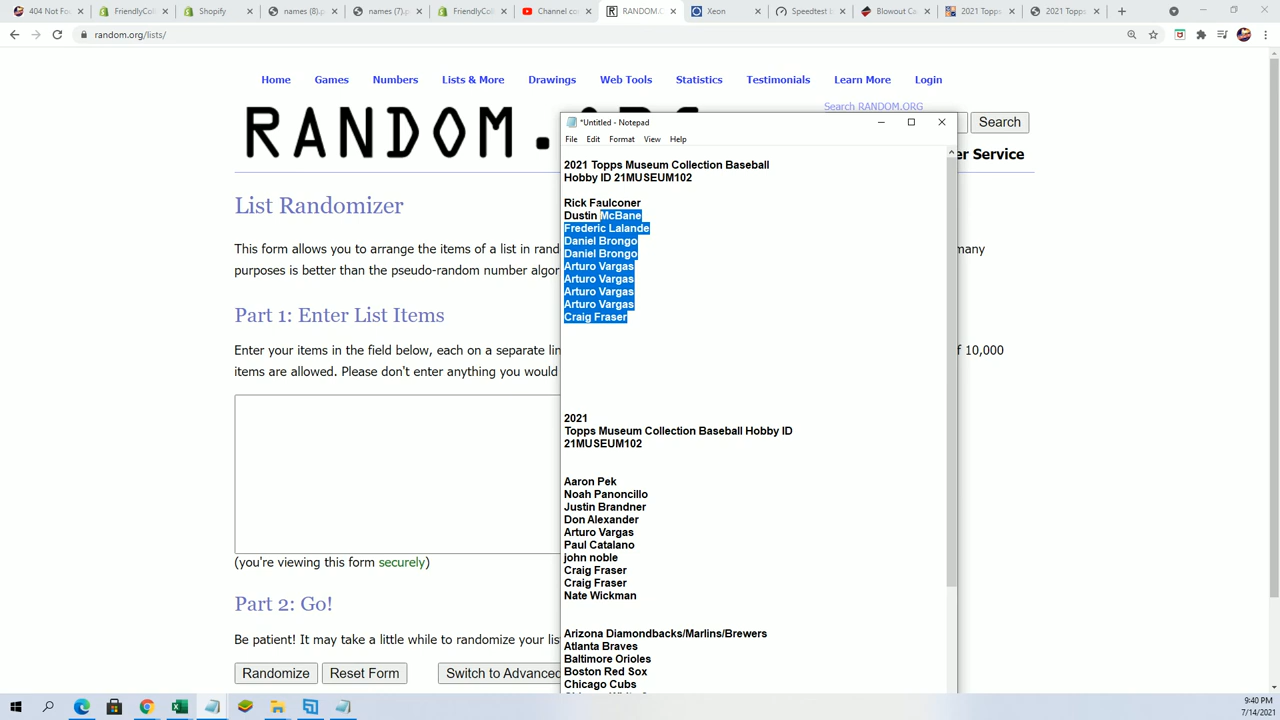 404 Not Fo
FriendlyCo
Shopify
names (8).p
names (7).p
FriendlyCo
Channel co
RANDOM.O
Xeon
Speedtest b
Blowout Ca
2021 Topps
2021 Topps
random.org/lists/
Home
Games
Numbers
Lists & More
Drawings
Web Tools
Statistics
Testimonials
Learn More
Login
Search RANDOM.ORG
RANDOM.ORG
Search
er Service
*Untitled - Notepad
File
Edit
Format
View
Help
2021 Topps Museum Collection Baseball
Hobby ID 21MUSEUM102
Rick Faulconer
Dustin McBane
Frederic Lalande
Daniel Brongo
Daniel Brongo
Arturo Vargas
Arturo Vargas
Arturo Vargas
Arturo Vargas
Craig Fraser
2021
Topps Museum Collection Baseball Hobby ID
21MUSEUM102
Aaron Pek
Noah Panoncillo
Justin Brandner
Don Alexander
Arturo Vargas
Paul Catalano
john noble
Craig Fraser
Craig Fraser
Nate Wickman
Arizona Diamondbacks/Marlins/Brewers
Atlanta Braves
Baltimore Orioles
Boston Red Sox
Chicago Cubs
List Randomizer
This form allows you to arrange the items of a list in rand
many
purposes is better than the pseudo-random number algor
Part 1: Enter List Items
Enter your items in the field below, each on a separate lin
f 10,000
items are allowed. Please don't enter anything you would
(you're viewing this form securely)
Part 2: Go!
Be patient! It may take a little while to randomize your lis
Randomize
Reset Form
Switch to Advanced
9:40 PM
7/14/2021